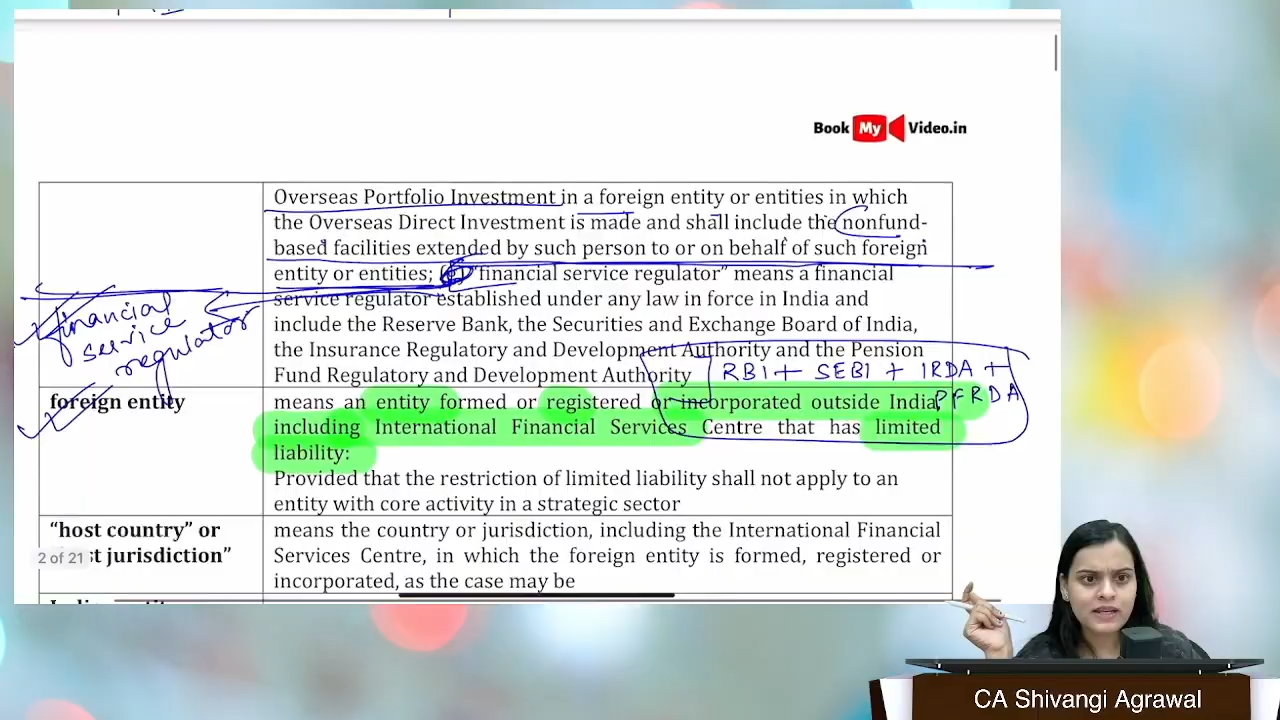 Book My Video.in
Overseas Portfolio Investment in a foreign entity or entities in which
the Overseas Direct Investment is made and shall include the nonfund-
based facilities extended by such person to or on behalf of such foreign
entity or entities; "financial service regulator" means a financial
service regulator established under any law in force in India and
include the Reserve Bank, the Securities and Exchange Board of India,
the Insurance Regulatory and Development Authority and the Pension
Fund Regulatory and Development Authority
financial
service
regulator
RBI + SEBI + IRDA +
PFRDA
foreign entity
means an entity formed or registered or incorporated outside India,
including International Financial Services Centre that has limited
liability:
Provided that the restriction of limited liability shall not apply to an
entity with core activity in a strategic sector
"host country" or
jurisdiction"
means the country or jurisdiction, including the International Financial
Services Centre, in which the foreign entity is formed, registered or
incorporated, as the case may be
2 of 21
CA Shivangi Agrawal